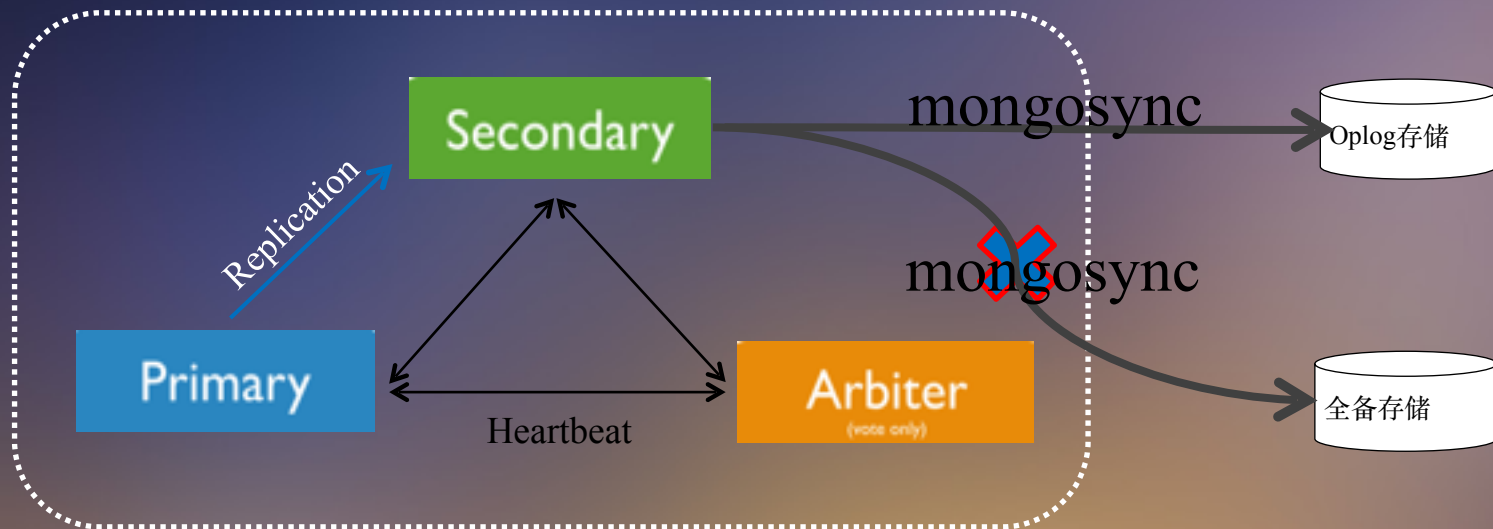 Secondary
mongosync
Oplog存储
Replication
mongosync
Primary
Arbiter
(vote only)
全备存储
Heartbeat